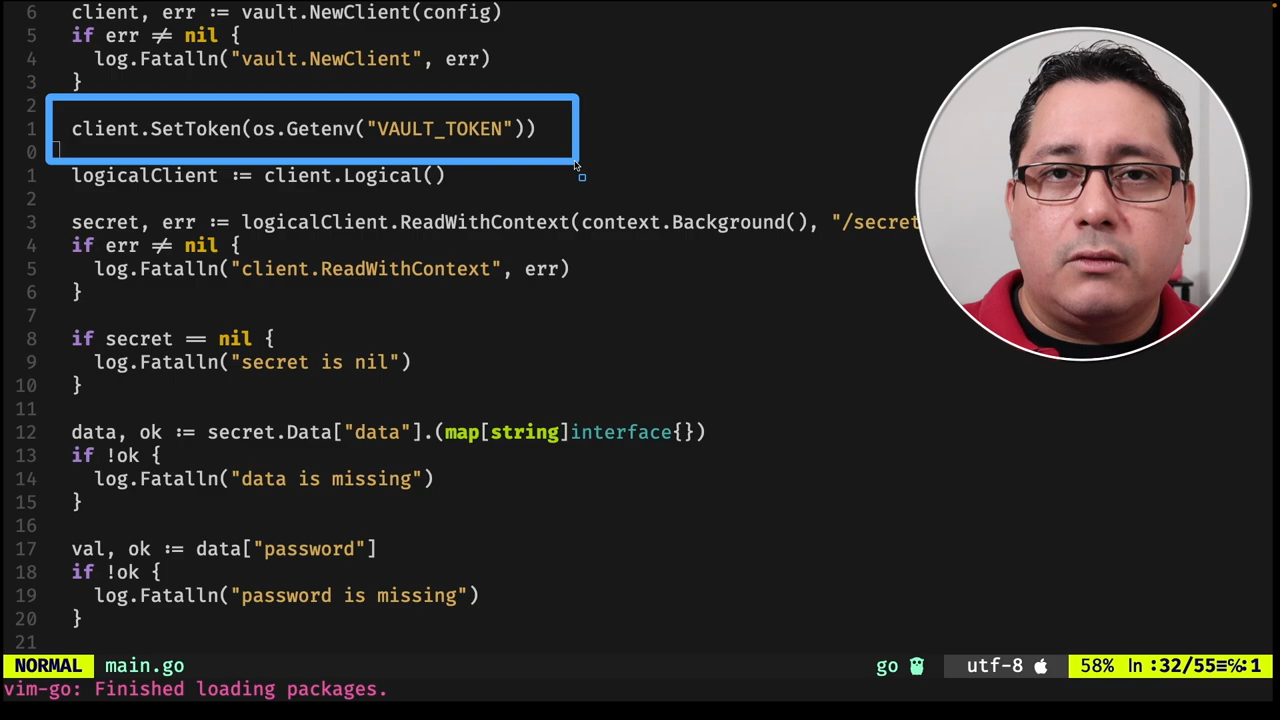 6 client, err := vault.NewClient(config)
5 if err ≠ nil {
4 log.Fatalln("vault.NewClient", err)
3 }
2
1 client.SetToken(os.Getenv("VAULT_TOKEN"))
0
1 logicalClient := client.Logical()
2
3 secret, err := logicalClient.ReadWithContext(context.Background(), "/secret
4 if err ≠ nil {
5 log.Fatalln("client.ReadWithContext", err)
6 }
7
8 if secret == nil {
9 log.Fatalln("secret is nil")
10 }
11
12 data, ok := secret.Data["data"].(map[string]interface{})
13 if !ok {
14 log.Fatalln("data is missing")
15 }
16
17 val, ok := data["password"]
18 if !ok {
19 log.Fatalln("password is missing")
20 }
21
NORMAL main.go go utf-8 58% ln :32/55≡℅:1
vim-go: Finished loading packages.